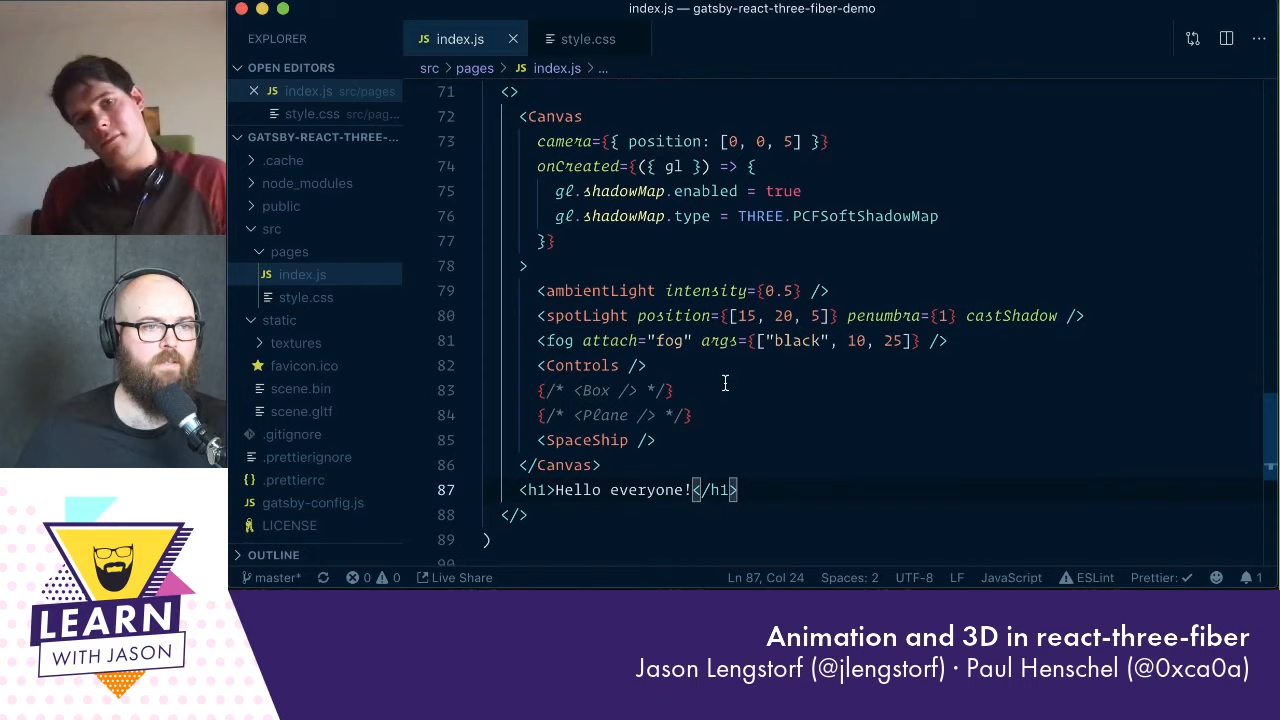 index.js — gatsby-react-three-fiber-demo
EXPLORER
JS index.js
style.css
OPEN EDITORS
JS index.js src/pages
style.css src/pag...
src > pages > JS index.js > ...
GATSBY-REACT-THREE-...
.cache
node_modules
public
src
pages
JS index.js
style.css
static
textures
favicon.ico
scene.bin
scene.gltf
.gitignore
.prettierignore
{} .prettierrc
gatsby-config.js
LICENSE
OUTLINE
71 <>
72 <Canvas
73 camera={{ position: [0, 0, 5] }}
74 onCreated={({ gl }) => {
75 gl.shadowMap.enabled = true
76 gl.shadowMap.type = THREE.PCFSoftShadowMap
77 }}
78 >
79 <ambientLight intensity={0.5} />
80 <spotLight position={[15, 20, 5]} penumbra={1} castShadow />
81 <fog attach="fog" args={["black", 10, 25]} />
82 <Controls />
83 {/* <Box /> */}
84 {/* <Plane /> */}
85 <SpaceShip />
86 </Canvas>
87 <h1>Hello everyone!</h1>
88 </>
89 )
90
master*
0 0
Live Share
Ln 87, Col 24
Spaces: 2
UTF-8
LF
JavaScript
ESLint
Prettier: ✓
1
LEARN
WITH JASON
Animation and 3D in react-three-fiber
Jason Lengstorf (@jlengstorf) · Paul Henschel (@0xca0a)